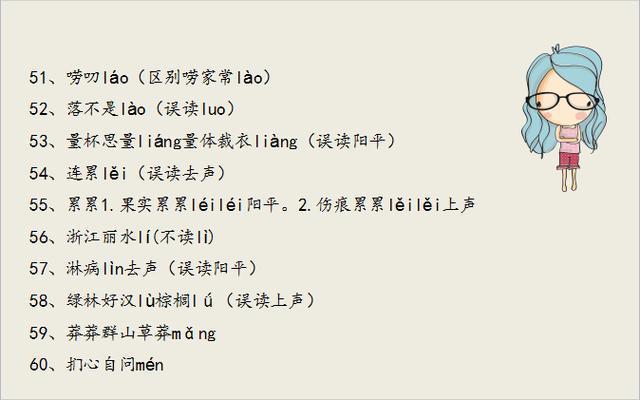 51、唠叨láo（区别唠家常lào）
52、落不是lào（误读luo）
53、量杯思量liáng量体裁衣liàng（误读阳平）
54、连累lěi（误读去声）
55、累累1.果实累累léiléi阳平。2.伤痕累累lěilěi上声
56、浙江丽水lí(不读lì)
57、淋病lìn去声（误读阳平）
58、绿林好汉lù棕榈lǘ（误读上声）
59、莽莽群山草莽mǎng
60、扪心自问mén